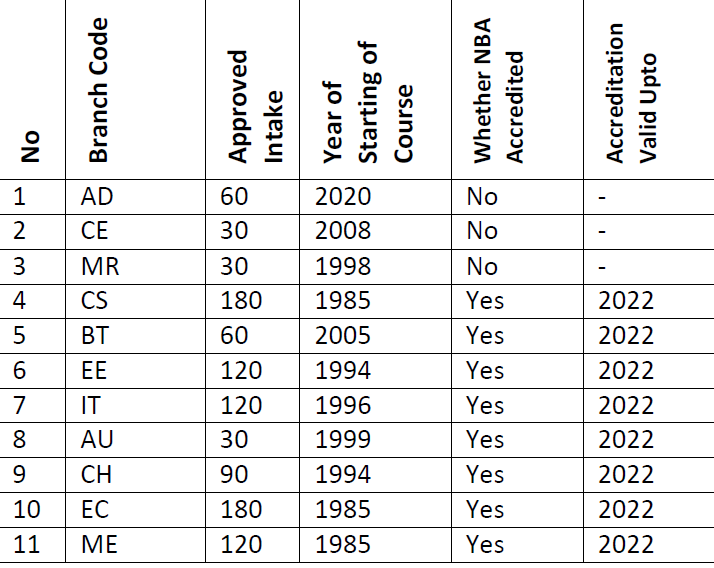 No Branch Code Approved Intake Year of Starting of Course Whether NBA Accredited Accreditation Valid Upto
1 AD 60 2020 No -
2 CE 30 2008 No -
3 MR 30 1998 No -
4 CS 180 1985 Yes 2022
5 BT 60 2005 Yes 2022
6 EE 120 1994 Yes 2022
7 IT 120 1996 Yes 2022
8 AU 30 1999 Yes 2022
9 CH 90 1994 Yes 2022
10 EC 180 1985 Yes 2022
11 ME 120 1985 Yes 2022